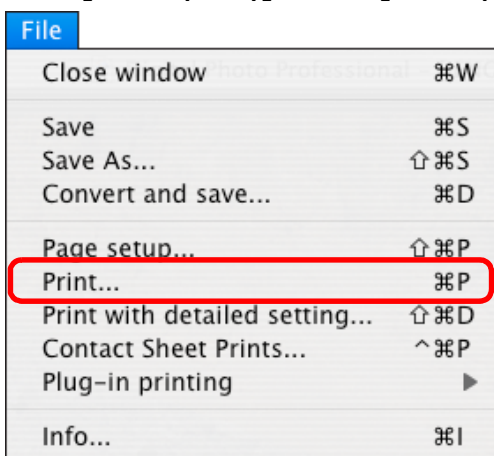 File
Close window ⌘W
Save ⌘S
Save As... ⇧⌘S
Convert and save... ⌘D
Page setup... ⇧⌘P
Print... ⌘P
Print with detailed setting... ⇧⌘D
Contact Sheet Prints... ^⌘P
Plug-in printing ▶
Info... ⌘I